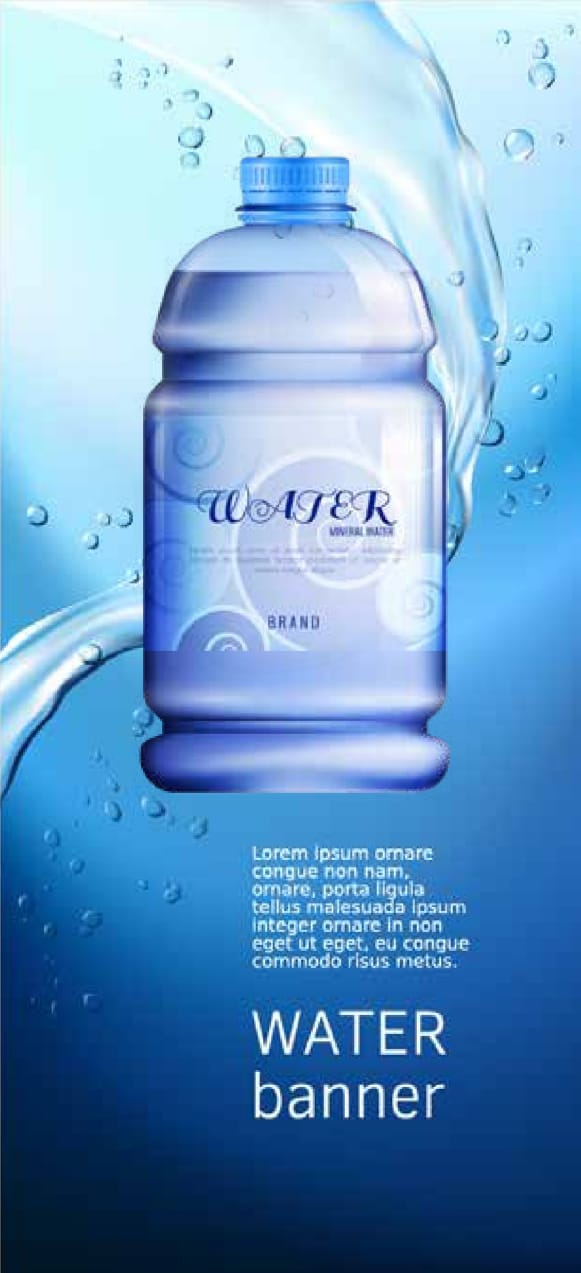 WATER
MINERAL WATER
BRAND
Lorem ipsum ornare
congue non nam,
ornare, porta ligula
tellus malesuada ipsum
integer ornare in non
eget ut eget, eu congue
commodo risus metus.
WATER
banner